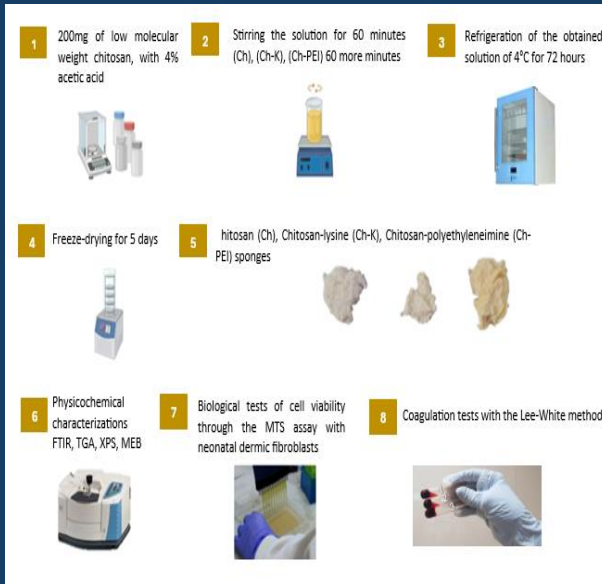 1
200mg of low molecular
weight chitosan, with 4%
acetic acid
2
Stirring the solution for 60 minutes
(Ch), (Ch-K), (Ch-PEI) 60 more minutes
3
Refrigeration of the obtained
solution of 4°C for 72 hours
4
Freeze-drying for 5 days
5
hitosan (Ch), Chitosan-lysine (Ch-K), Chitosan-polyethyleneimine (Ch-
PEI) sponges
6
Physicochemical
characterizations
FTIR, TGA, XPS, MEB
7
Biological tests of cell viability
through the MTS assay with
neonatal dermic fibroblasts
8
Coagulation tests with the Lee-White method